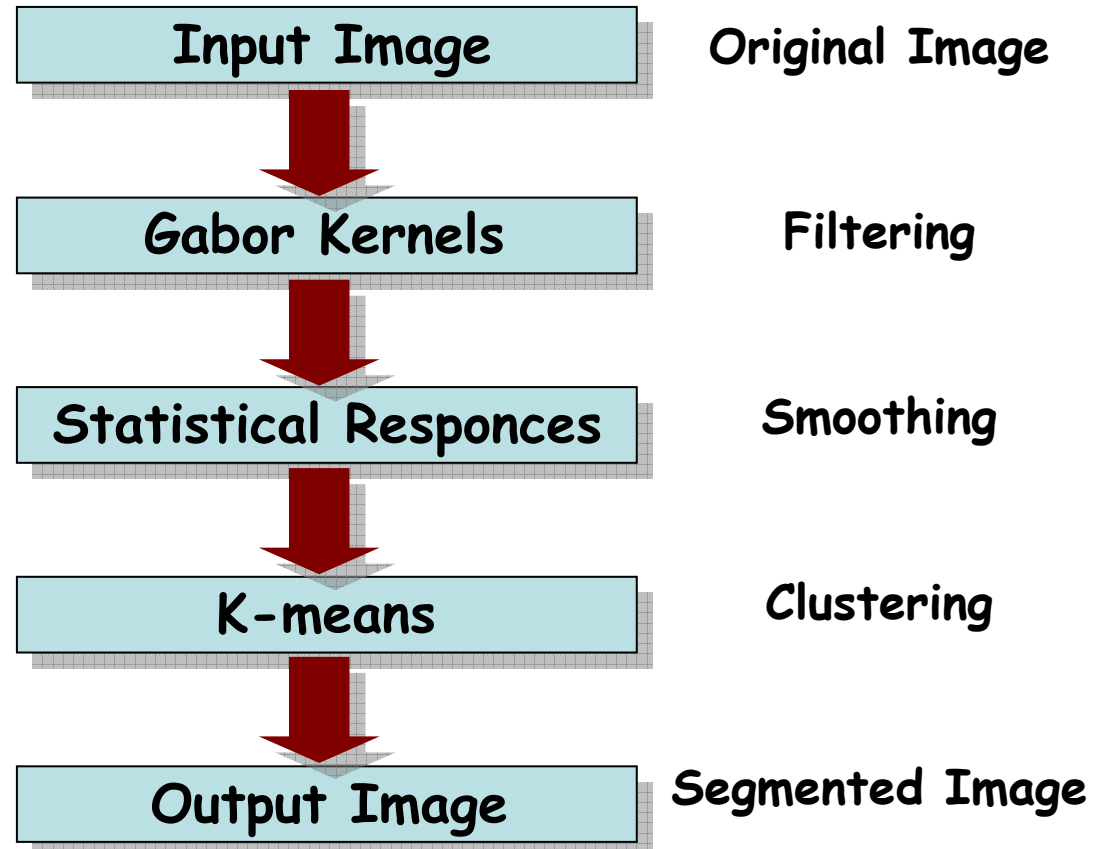 Input Image
Original Image
Gabor Kernels
Filtering
Statistical Responces
Smoothing
K-means
Clustering
Output Image
Segmented Image